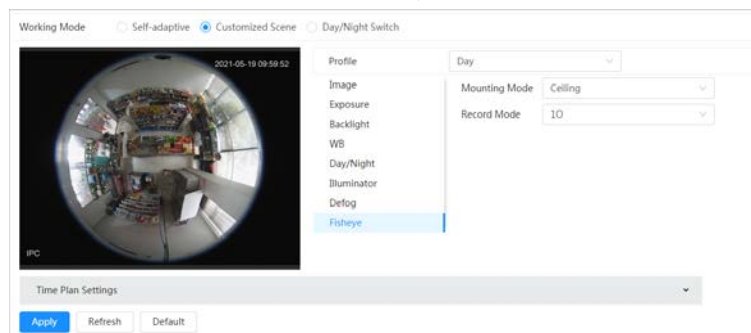 Working Mode Self-adaptive Customized Scene Day/Night Switch
2021-05-19 09:59:52
IPC
Profile Day
Image
Exposure
Backlight
WB
Day/Night
Illuminator
Defog
Fisheye
Mounting Mode Ceiling
Record Mode 1O
Time Plan Settings
Apply Refresh Default